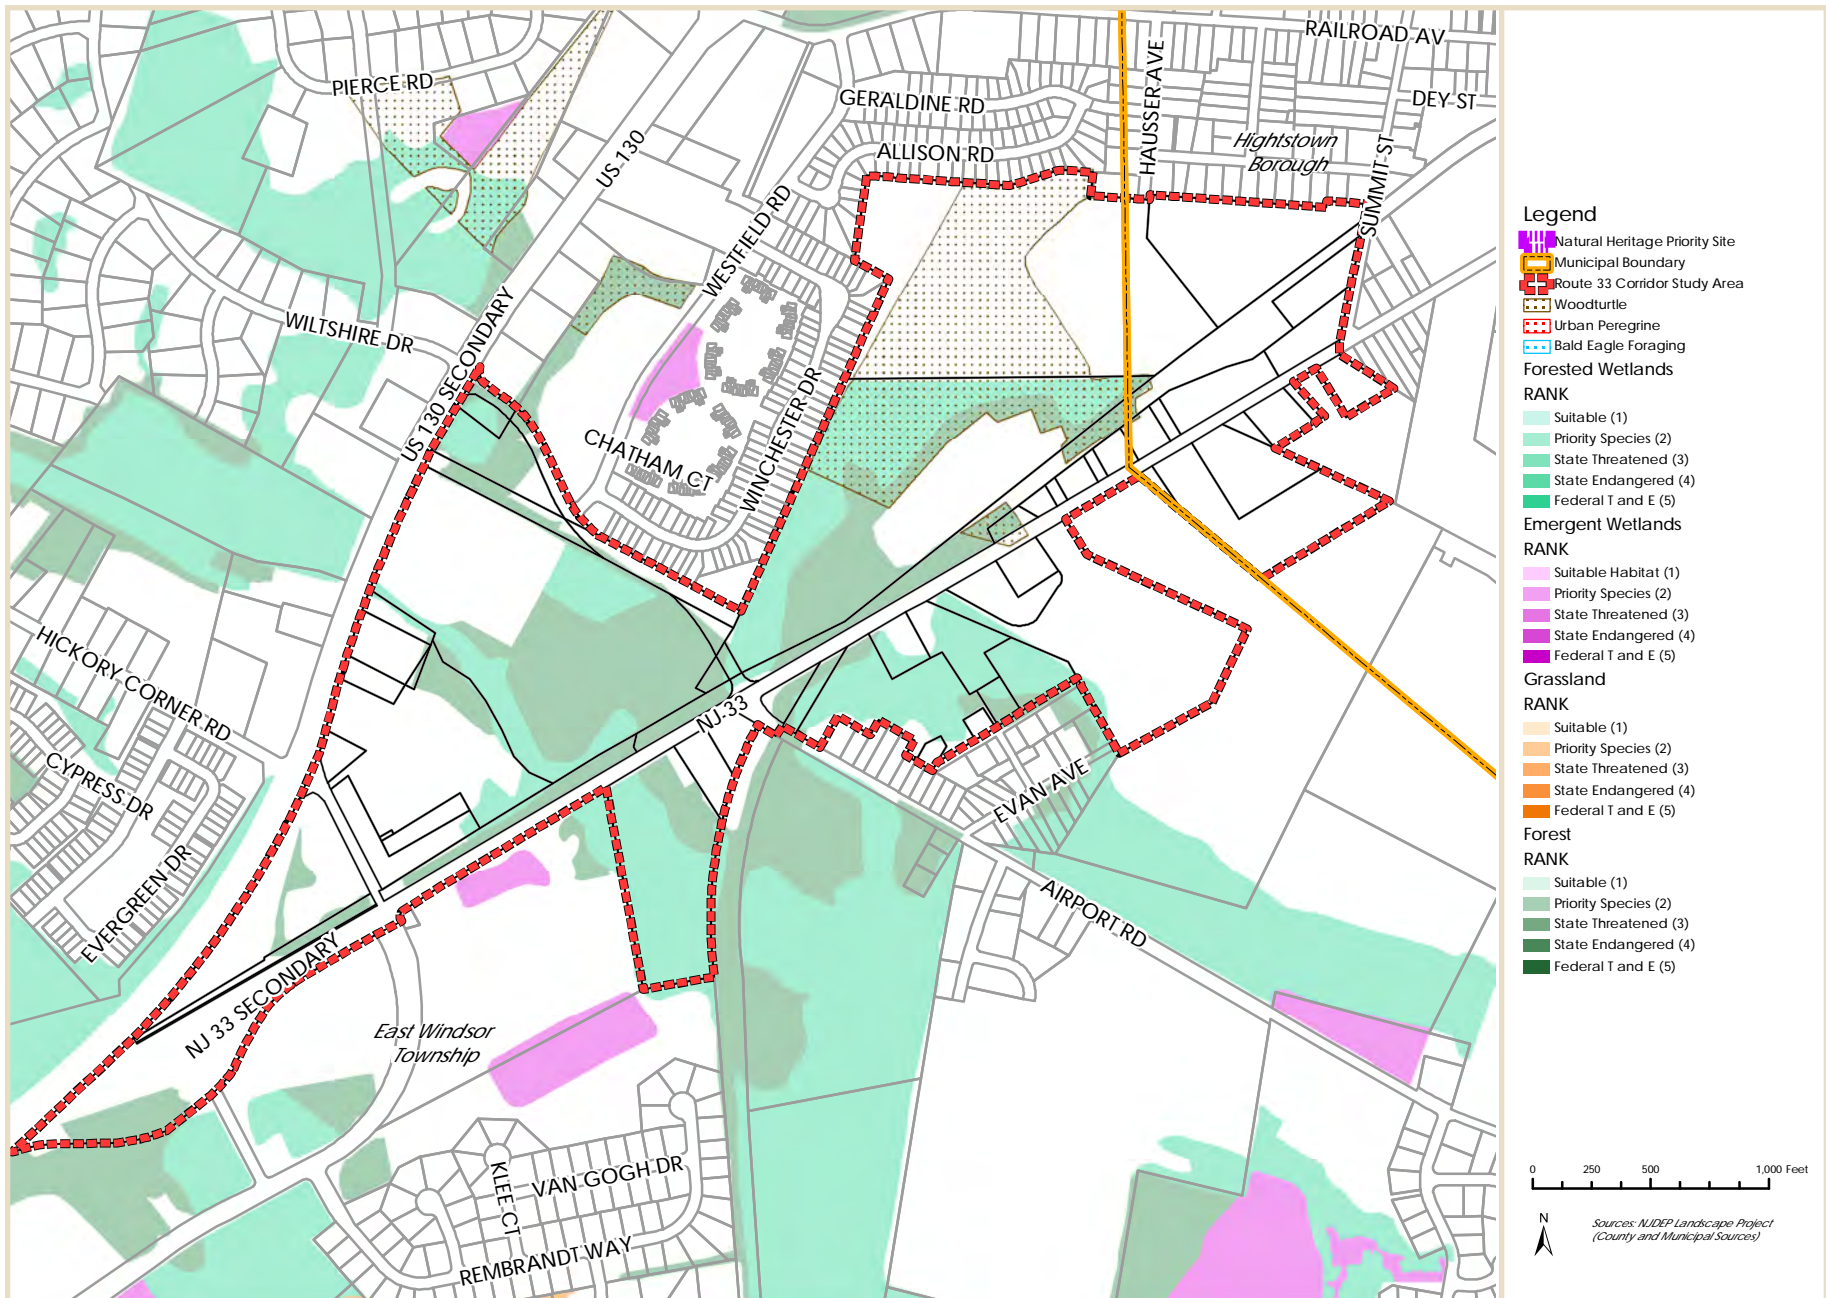 RAILROAD AV
PIERCE RD
HAUSSER AVE
GERALDINE RD
DEY ST
US 130
Hightstown
Borough
ALLISON RD
SUMMIT ST
WESTFIELD RD
WILTSHIRE DR
US 130 SECONDARY
WINCHESTER DR
CHATHAM CT
HICKORY CORNER RD
NJ-33
CYPRESS DR
EVAN AVE
EVERGREEN DR
AIRPORT RD
NJ 33 SECONDARY
East Windsor
Township
KLEE CT
VAN GOGH DR
REMBRANDT WAY
Legend
Natural Heritage Priority Site
Municipal Boundary
Route 33 Corridor Study Area
Woodturtle
Urban Peregrine
Bald Eagle Foraging
Forested Wetlands
RANK
Suitable (1)
Priority Species (2)
State Threatened (3)
State Endangered (4)
Federal T and E (5)
Emergent Wetlands
RANK
Suitable Habitat (1)
Priority Species (2)
State Threatened (3)
State Endangered (4)
Federal T and E (5)
Grassland
RANK
Suitable (1)
Priority Species (2)
State Threatened (3)
State Endangered (4)
Federal T and E (5)
Forest
RANK
Suitable (1)
Priority Species (2)
State Threatened (3)
State Endangered (4)
Federal T and E (5)
0 250 500 1,000 Feet
N
Sources: NJDEP Landscape Project
(County and Municipal Sources)